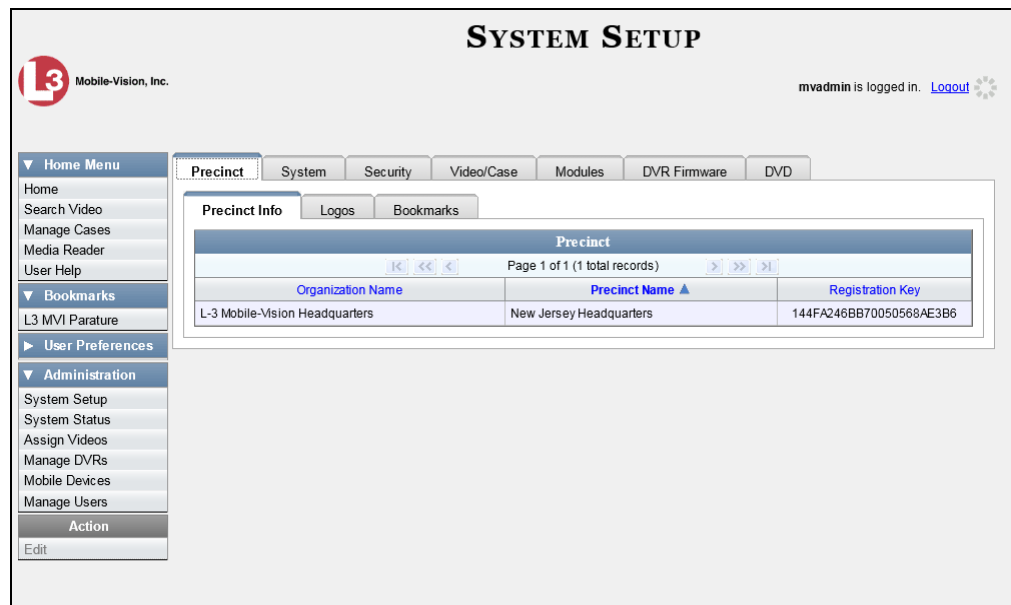 SYSTEM SETUP
L3 Mobile-Vision, Inc.
mvadmin is logged in. Logout
▼ Home Menu
Home
Search Video
Manage Cases
Media Reader
User Help
▼ Bookmarks
L3 MVI Parature
▶ User Preferences
▼ Administration
System Setup
System Status
Assign Videos
Manage DVRs
Mobile Devices
Manage Users
Action
Edit
Precinct System Security Video/Case Modules DVR Firmware DVD
Precinct Info Logos Bookmarks
Precinct
Page 1 of 1 (1 total records)
Organization Name Precinct Name ▲ Registration Key
L-3 Mobile-Vision Headquarters New Jersey Headquarters 144FA246BB70050568AE3B6